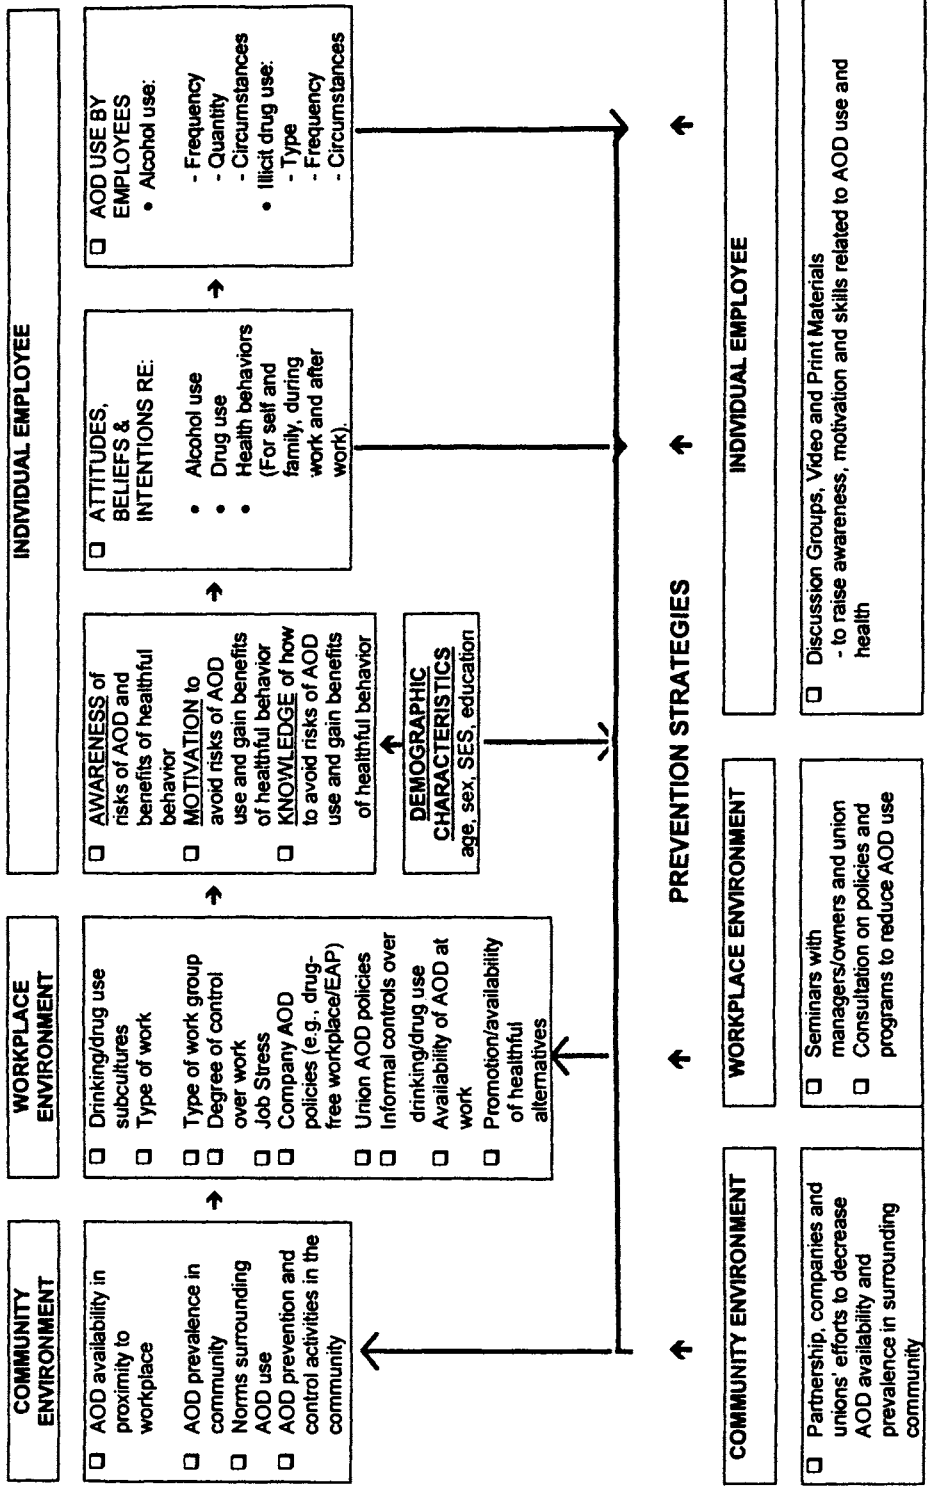 COMMUNITY
ENVIRONMENT
❑ AOD availability in
proximity to
workplace
❑ AOD prevalence in
community
❑ Norms surrounding
AOD use
❑ AOD prevention and
control activities in the
community
WORKPLACE
ENVIRONMENT
❑ Drinking/drug use
subcultures
❑ Type of work
❑ Type of work group
❑ Degree of control
over work
❑ Job Stress
❑ Company AOD
policies (e.g., drug-
free workplace/EAP)
❑ Union AOD policies
❑ Informal controls over
drinking/drug use
❑ Availability of AOD at
work
❑ Promotion/availability
of healthful
alternatives
INDIVIDUAL EMPLOYEE
❑ AWARENESS of
risks of AOD and
benefits of healthful
behavior
❑ MOTIVATION to
avoid risks of AOD
use and gain benefits
of healthful behavior
❑ KNOWLEDGE of how
to avoid risks of AOD
use and gain benefits
of healthful behavior
DEMOGRAPHIC
CHARACTERISTICS
age, sex, SES, education
❑ ATTITUDES,
BELIEFS &
INTENTIONS RE:
• Alcohol use
• Drug use
• Health behaviors
(For self and
family, during
work and after
work).
❑ AOD USE BY
EMPLOYEES
• Alcohol use:
- Frequency
- Quantity
- Circumstances
• Illicit drug use:
- Type
- Frequency
- Circumstances
PREVENTION STRATEGIES
COMMUNITY ENVIRONMENT
❑ Partnership, companies and
unions' efforts to decrease
AOD availability and
prevalence in surrounding
community
WORKPLACE ENVIRONMENT
❑ Seminars with
managers/owners and union
❑ Consultation on policies and
programs to reduce AOD use
INDIVIDUAL EMPLOYEE
❑ Discussion Groups, Video and Print Materials
- to raise awareness, motivation and skills related to AOD use and
health